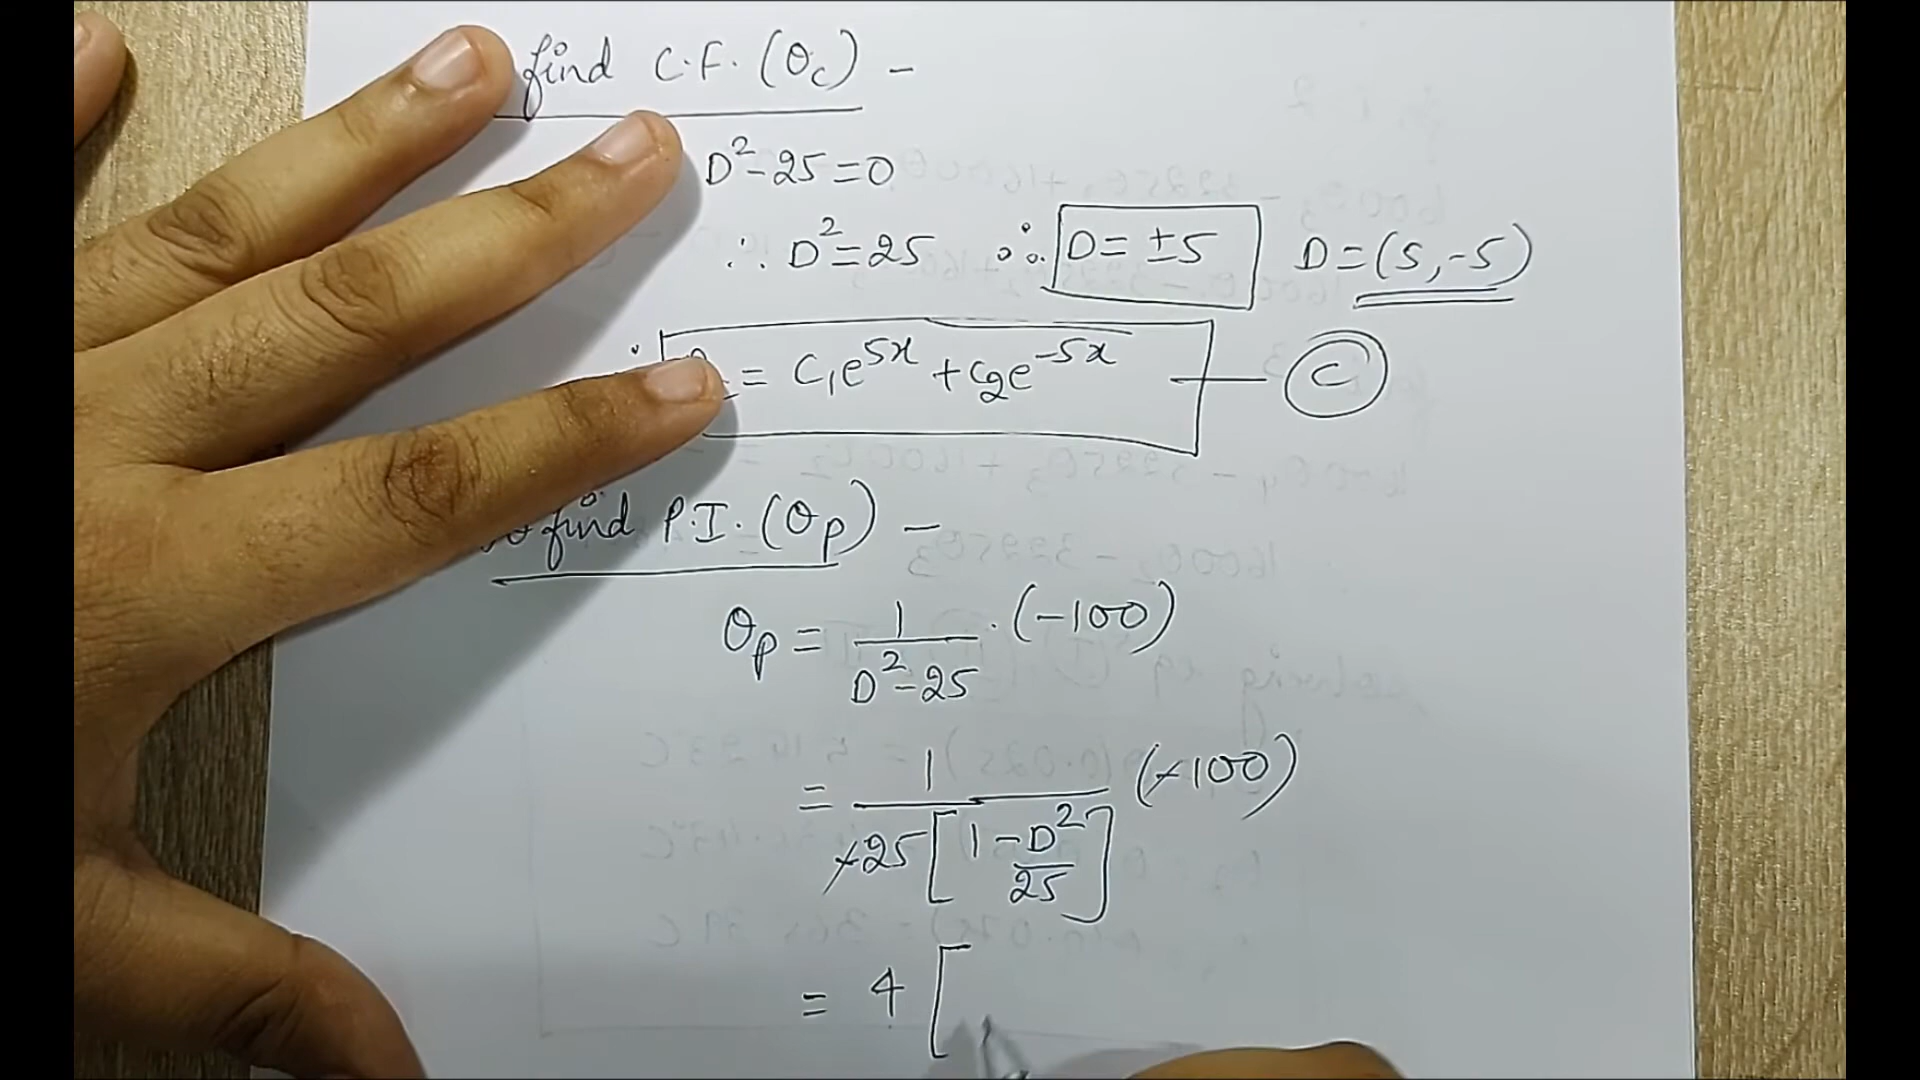 find C.F. (θc) -
D²-25=0
∴ D²=25 ∴ D= ±5 D=(5,-5)
= C₁e^5x + C₂e^-5x — C
find P.I. (θp) -
θp = 1/(D²-25) . (-100)
= 1/(-25[1-D²/25]) (-100)
= 4 [